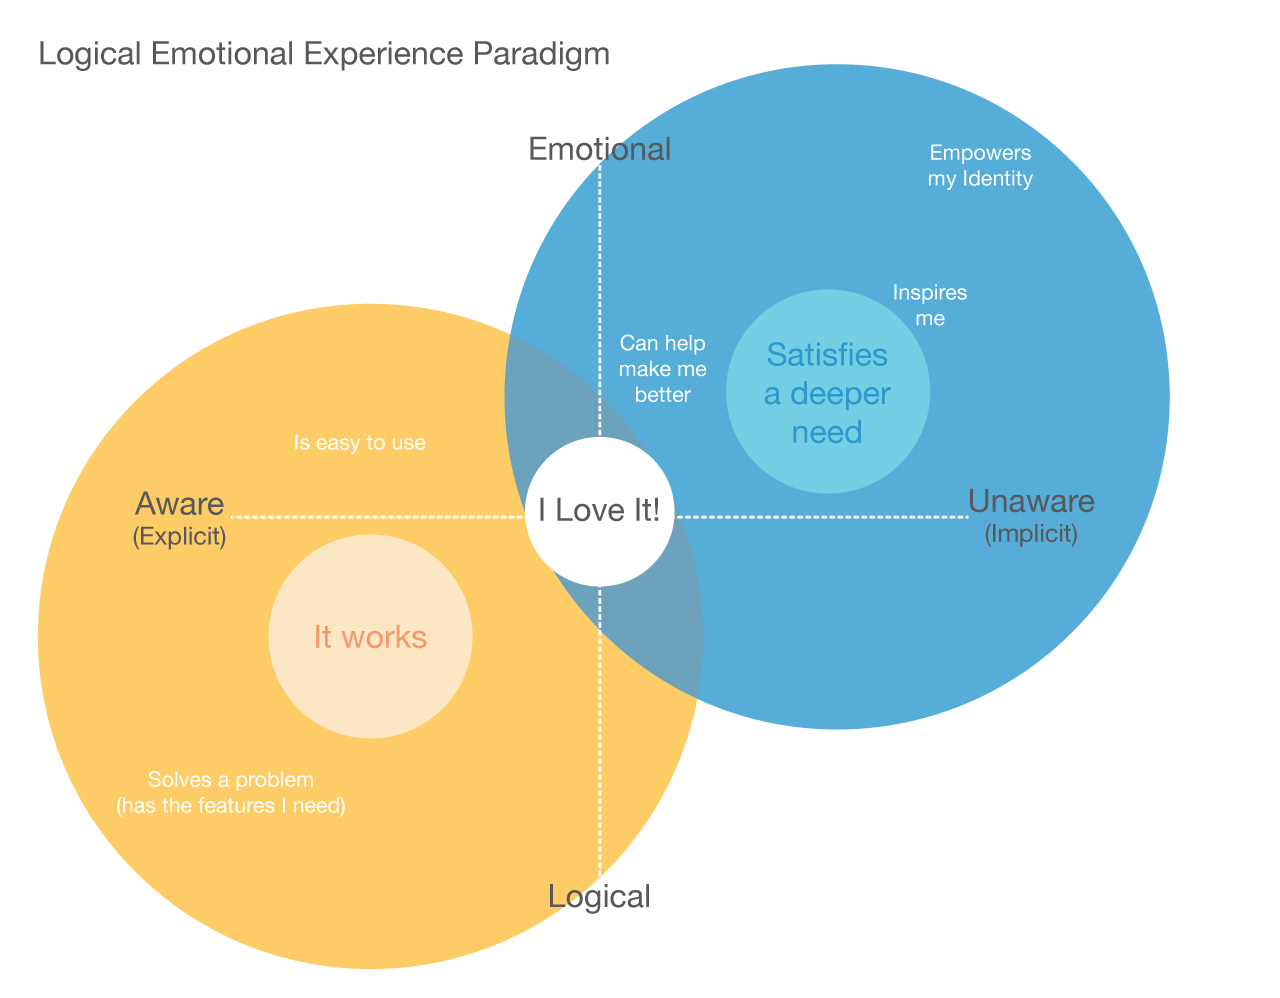 Logical Emotional Experience Paradigm
Emotional
Empowers
my Identity
Inspires
me
Can help
make me
better
Satisfies
a deeper
need
Is easy to use
Aware
(Explicit)
I Love It!
Unaware
(Implicit)
It works
Solves a problem
(has the features I need)
Logical